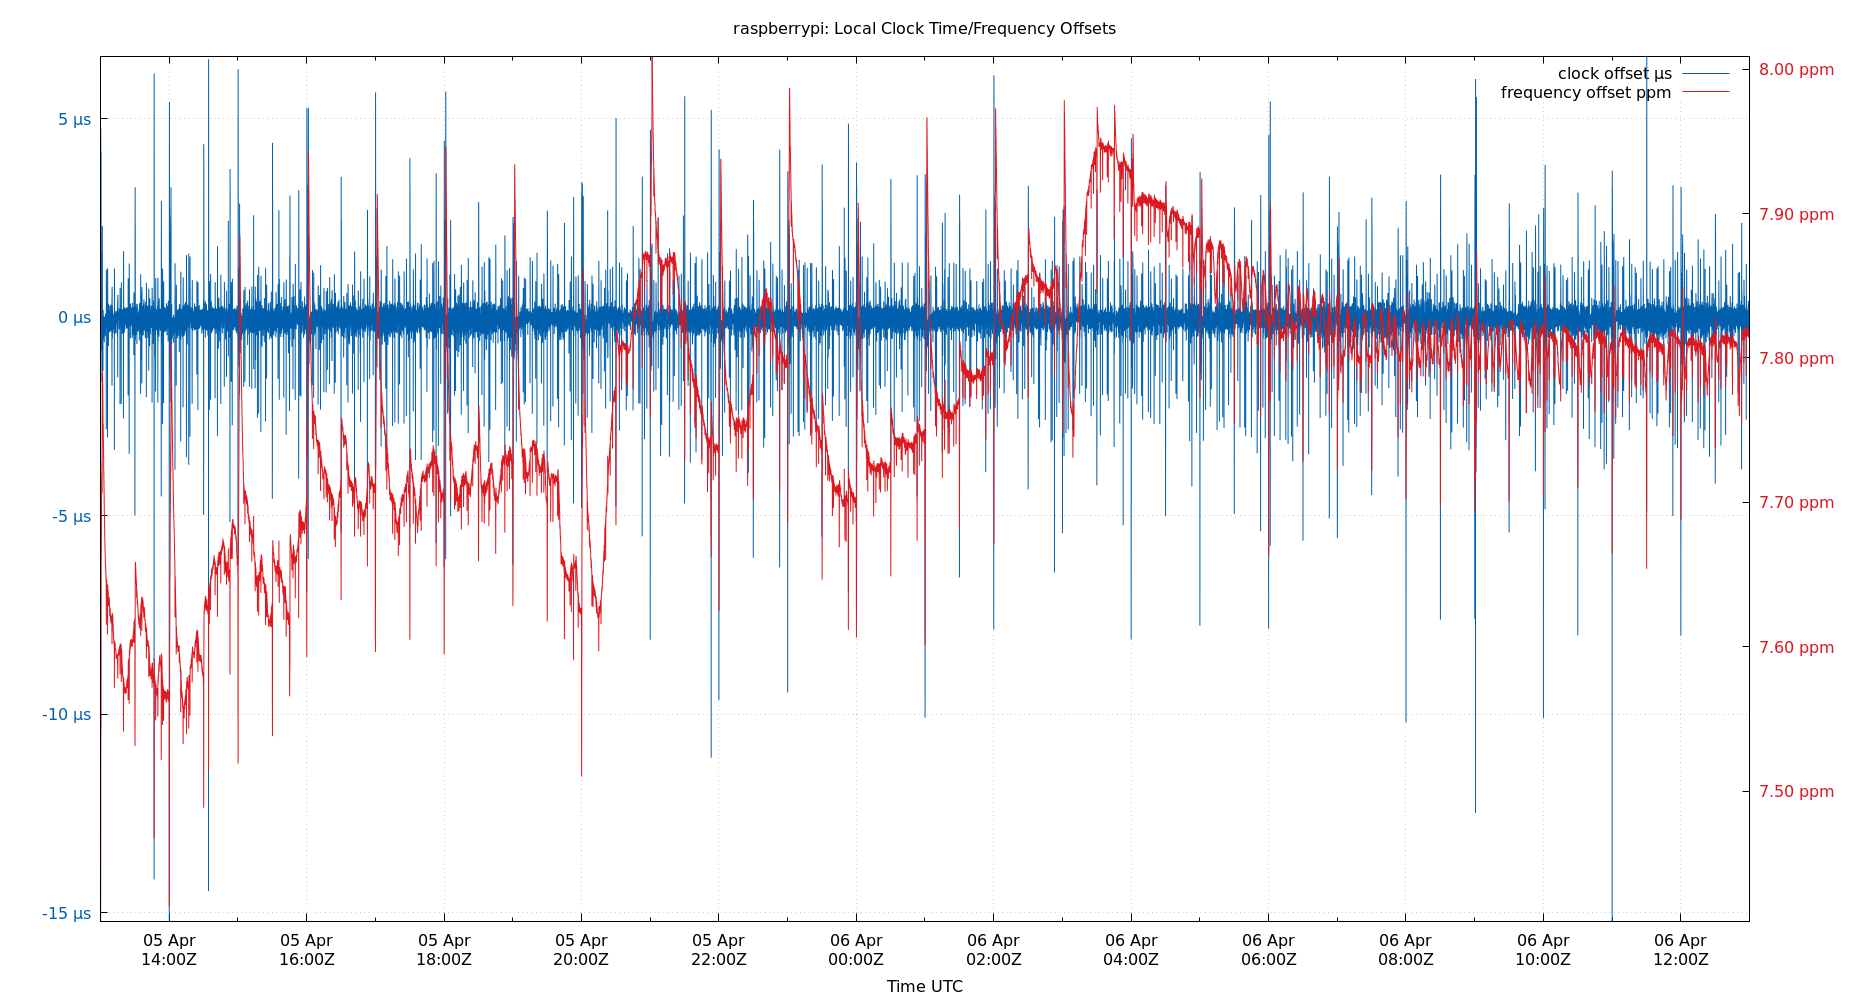 raspberrypi: Local Clock Time/Frequency Offsets
clock offset µs
frequency offset ppm
5 µs
0 µs
-5 µs
-10 µs
-15 µs
8.00 ppm
7.90 ppm
7.80 ppm
7.70 ppm
7.60 ppm
7.50 ppm
05 Apr
14:00Z
05 Apr
16:00Z
05 Apr
18:00Z
05 Apr
20:00Z
05 Apr
22:00Z
06 Apr
00:00Z
06 Apr
02:00Z
06 Apr
04:00Z
06 Apr
06:00Z
06 Apr
08:00Z
06 Apr
10:00Z
06 Apr
12:00Z
Time UTC